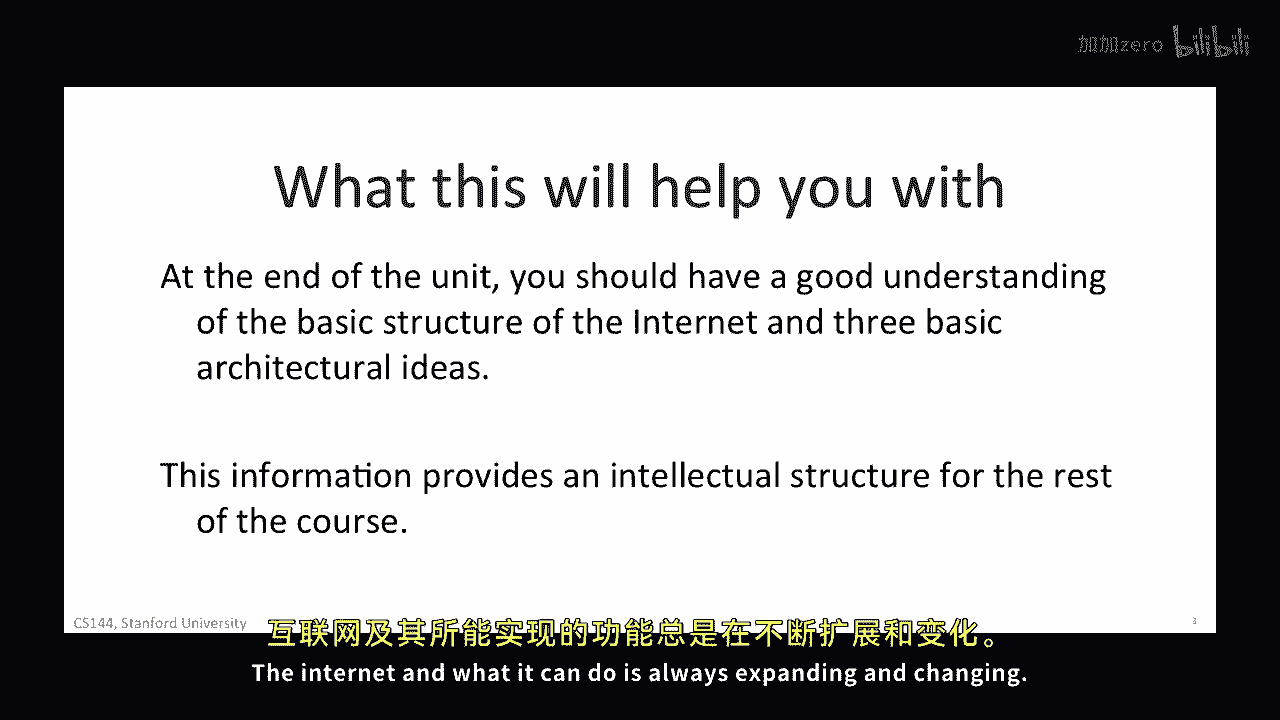 加加zero bilibili
What this will help you with
At the end of the unit, you should have a good understanding
of the basic structure of the Internet and three basic
architectural ideas.
This information provides an intellectual structure for the rest
of the course.
CS144, Stanford University
3
互联网及其所能实现的功能总是在不断扩展和变化。
The internet and what it can do is always expanding and changing.